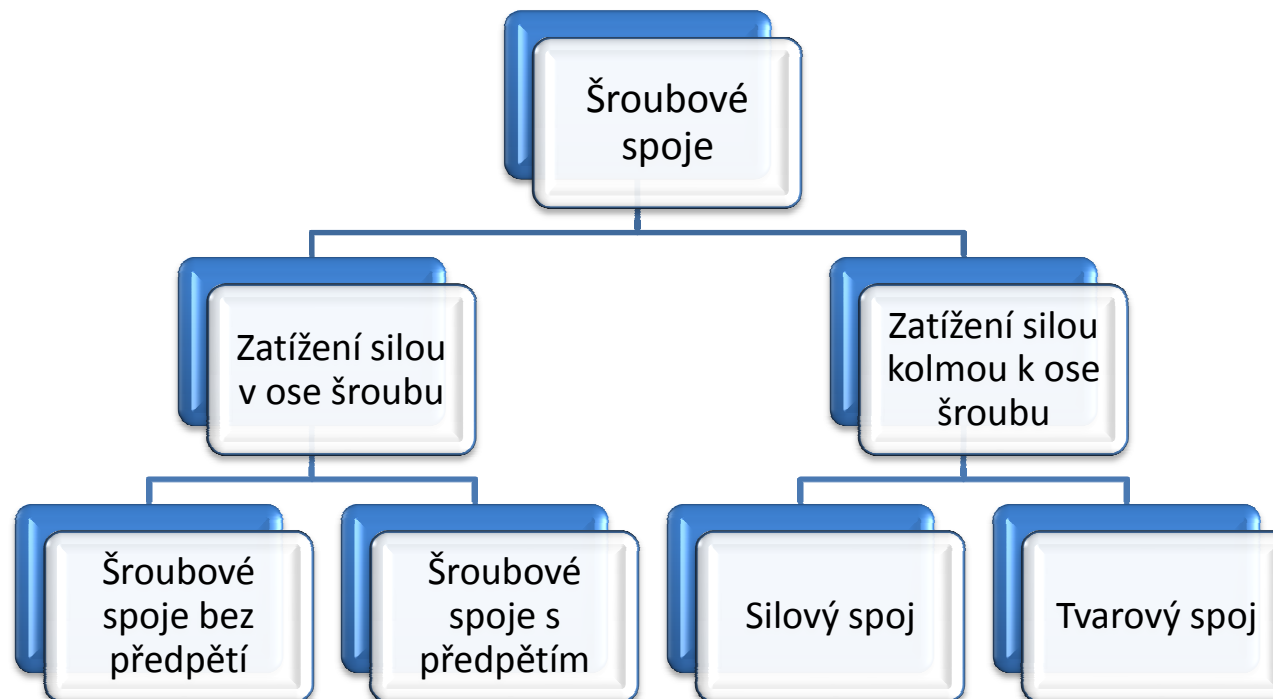 Šroubové
spoje
Zatížení silou
v ose šroubu
Zatížení silou
kolmou k ose
šroubu
Šroubové
spoje bez
předpětí
Šroubové
spoje s
předpětím
Silový spoj
Tvarový spoj